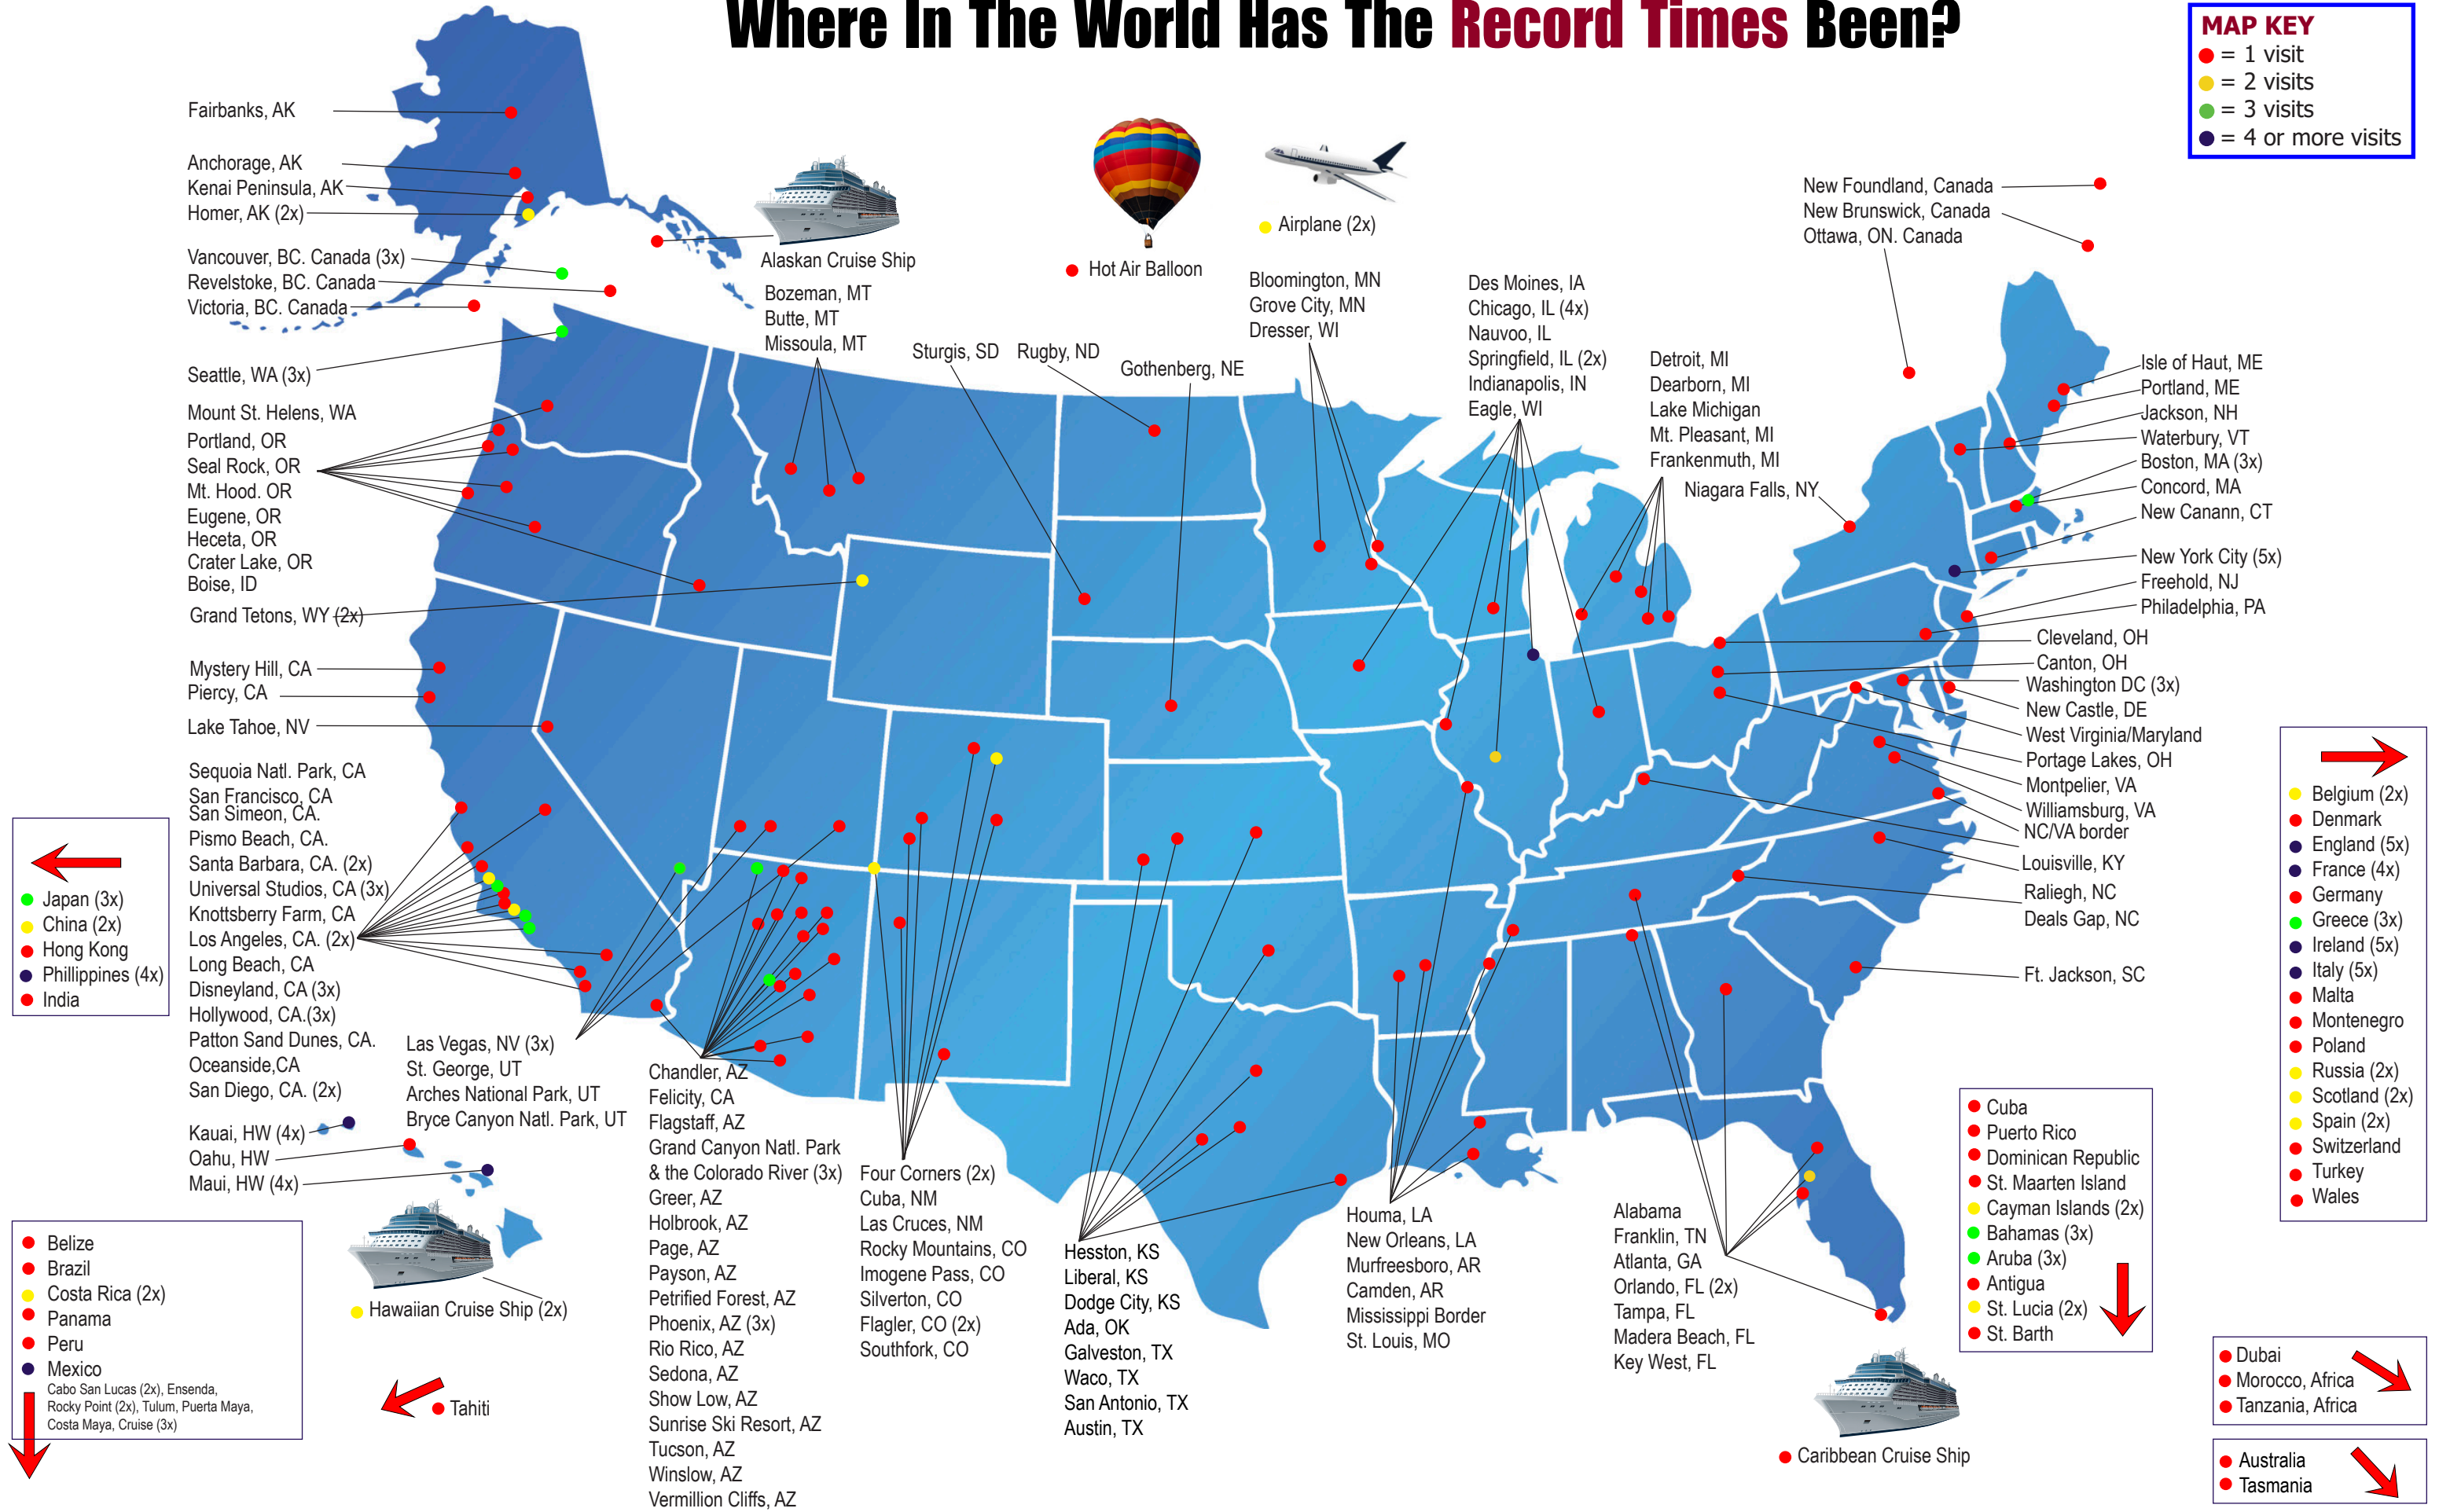 Where In The World Has The Record Times Been?
MAP KEY
= 1 visit
= 2 visits
= 3 visits
= 4 or more visits
Fairbanks, AK
Anchorage, AK
Kenai Peninsula, AK
Homer, AK (2x)
Vancouver, BC. Canada (3x)
Revelstoke, BC. Canada
Victoria, BC. Canada
Seattle, WA (3x)
Mount St. Helens, WA
Portland, OR
Seal Rock, OR
Mt. Hood. OR
Eugene, OR
Heceta, OR
Crater Lake, OR
Boise, ID
Grand Tetons, WY (2x)
Mystery Hill, CA
Piercy, CA
Lake Tahoe, NV
Sequoia Natl. Park, CA
San Francisco, CA
San Simeon, CA.
Pismo Beach, CA.
Santa Barbara, CA. (2x)
Universal Studios, CA (3x)
Knottsberry Farm, CA
Los Angeles, CA. (2x)
Long Beach, CA
Disneyland, CA (3x)
Hollywood, CA.(3x)
Patton Sand Dunes, CA.
Oceanside,CA
San Diego, CA. (2x)
Japan (3x)
China (2x)
Hong Kong
Phillippines (4x)
India
Kauai, HW (4x)
Oahu, HW
Maui, HW (4x)
Hawaiian Cruise Ship (2x)
Belize
Brazil
Costa Rica (2x)
Panama
Peru
Mexico
Cabo San Lucas (2x), Ensenda,
Rocky Point (2x), Tulum, Puerta Maya,
Costa Maya, Cruise (3x)
Tahiti
Alaskan Cruise Ship
Bozeman, MT
Butte, MT
Missoula, MT
Hot Air Balloon
Airplane (2x)
Sturgis, SD
Rugby, ND
Gothenberg, NE
Bloomington, MN
Grove City, MN
Dresser, WI
Des Moines, IA
Chicago, IL (4x)
Nauvoo, IL
Springfield, IL (2x)
Indianapolis, IN
Eagle, WI
Detroit, MI
Dearborn, MI
Lake Michigan
Mt. Pleasant, MI
Frankenmuth, MI
Niagara Falls, NY
New Foundland, Canada
New Brunswick, Canada
Ottawa, ON. Canada
Isle of Haut, ME
Portland, ME
Jackson, NH
Waterbury, VT
Boston, MA (3x)
Concord, MA
New Canann, CT
New York City (5x)
Freehold, NJ
Philadelphia, PA
Cleveland, OH
Canton, OH
Washington DC (3x)
New Castle, DE
West Virginia/Maryland
Portage Lakes, OH
Montpelier, VA
Williamsburg, VA
NC/VA border
Louisville, KY
Raliegh, NC
Deals Gap, NC
Ft. Jackson, SC
Belgium (2x)
Denmark
England (5x)
France (4x)
Germany
Greece (3x)
Ireland (5x)
Italy (5x)
Malta
Montenegro
Poland
Russia (2x)
Scotland (2x)
Spain (2x)
Switzerland
Turkey
Wales
Las Vegas, NV (3x)
St. George, UT
Arches National Park, UT
Bryce Canyon Natl. Park, UT
Chandler, AZ
Felicity, CA
Flagstaff, AZ
Grand Canyon Natl. Park
& the Colorado River (3x)
Greer, AZ
Holbrook, AZ
Page, AZ
Payson, AZ
Petrified Forest, AZ
Phoenix, AZ (3x)
Rio Rico, AZ
Sedona, AZ
Show Low, AZ
Sunrise Ski Resort, AZ
Tucson, AZ
Winslow, AZ
Vermillion Cliffs, AZ
Four Corners (2x)
Cuba, NM
Las Cruces, NM
Rocky Mountains, CO
Imogene Pass, CO
Silverton, CO
Flagler, CO (2x)
Southfork, CO
Hesston, KS
Liberal, KS
Dodge City, KS
Ada, OK
Galveston, TX
Waco, TX
San Antonio, TX
Austin, TX
Houma, LA
New Orleans, LA
Murfreesboro, AR
Camden, AR
Mississippi Border
St. Louis, MO
Alabama
Franklin, TN
Atlanta, GA
Orlando, FL (2x)
Tampa, FL
Madera Beach, FL
Key West, FL
Cuba
Puerto Rico
Dominican Republic
St. Maarten Island
Cayman Islands (2x)
Bahamas (3x)
Aruba (3x)
Antigua
St. Lucia (2x)
St. Barth
Caribbean Cruise Ship
Dubai
Morocco, Africa
Tanzania, Africa
Australia
Tasmania